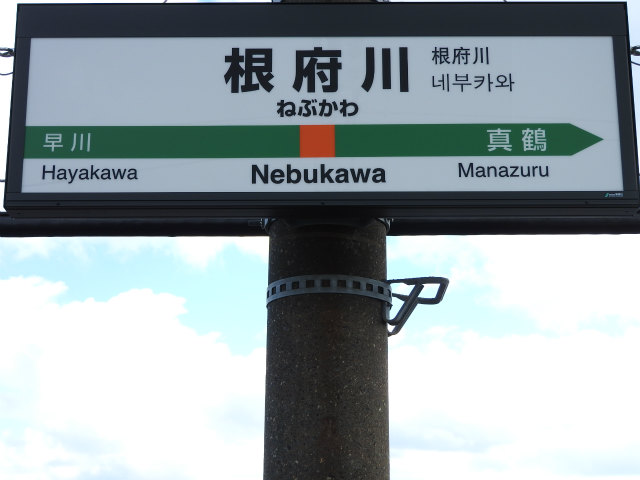 根府川
ねぶかわ
根府川
네부카와
早川
真鶴
Hayakawa
Nebukawa
Manazuru